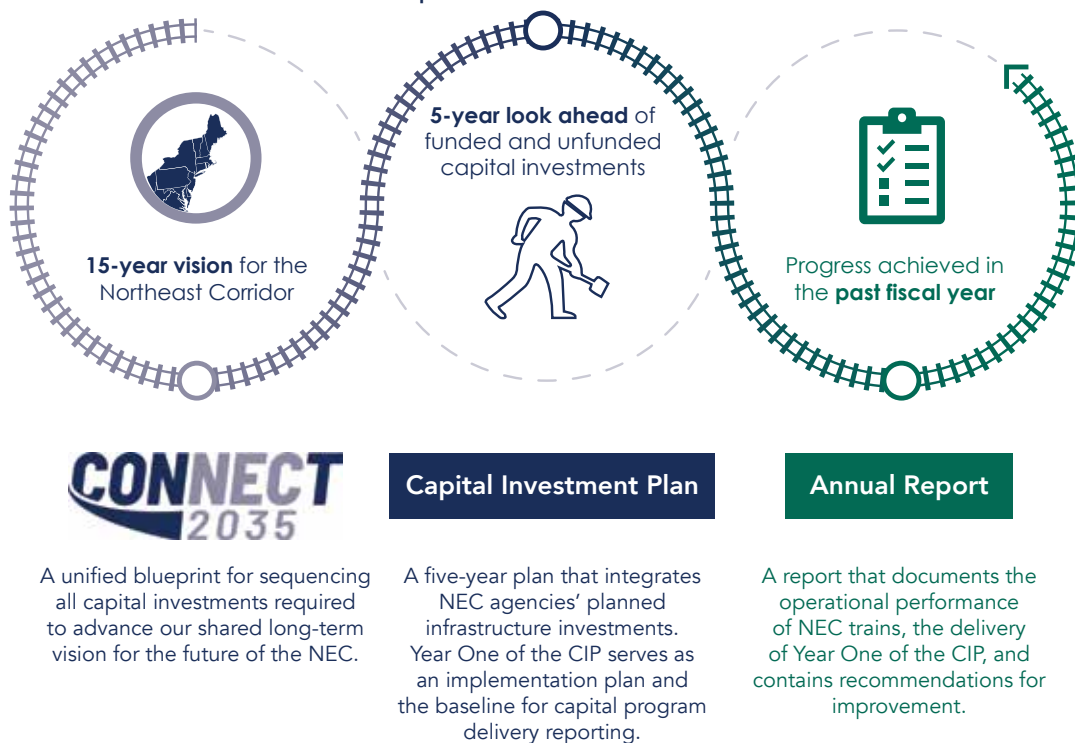 15-year vision for the
Northeast Corridor
5-year look ahead of
funded and unfunded
capital investments
Progress achieved in
the past fiscal year
CONNECT
2035
A unified blueprint for sequencing
all capital investments required
to advance our shared long-term
vision for the future of the NEC.
Capital Investment Plan
A five-year plan that integrates
NEC agencies' planned
infrastructure investments.
Year One of the CIP serves as
an implementation plan and
the baseline for capital program
delivery reporting.
Annual Report
A report that documents the
operational performance
of NEC trains, the delivery
of Year One of the CIP, and
contains recommendations for
improvement.